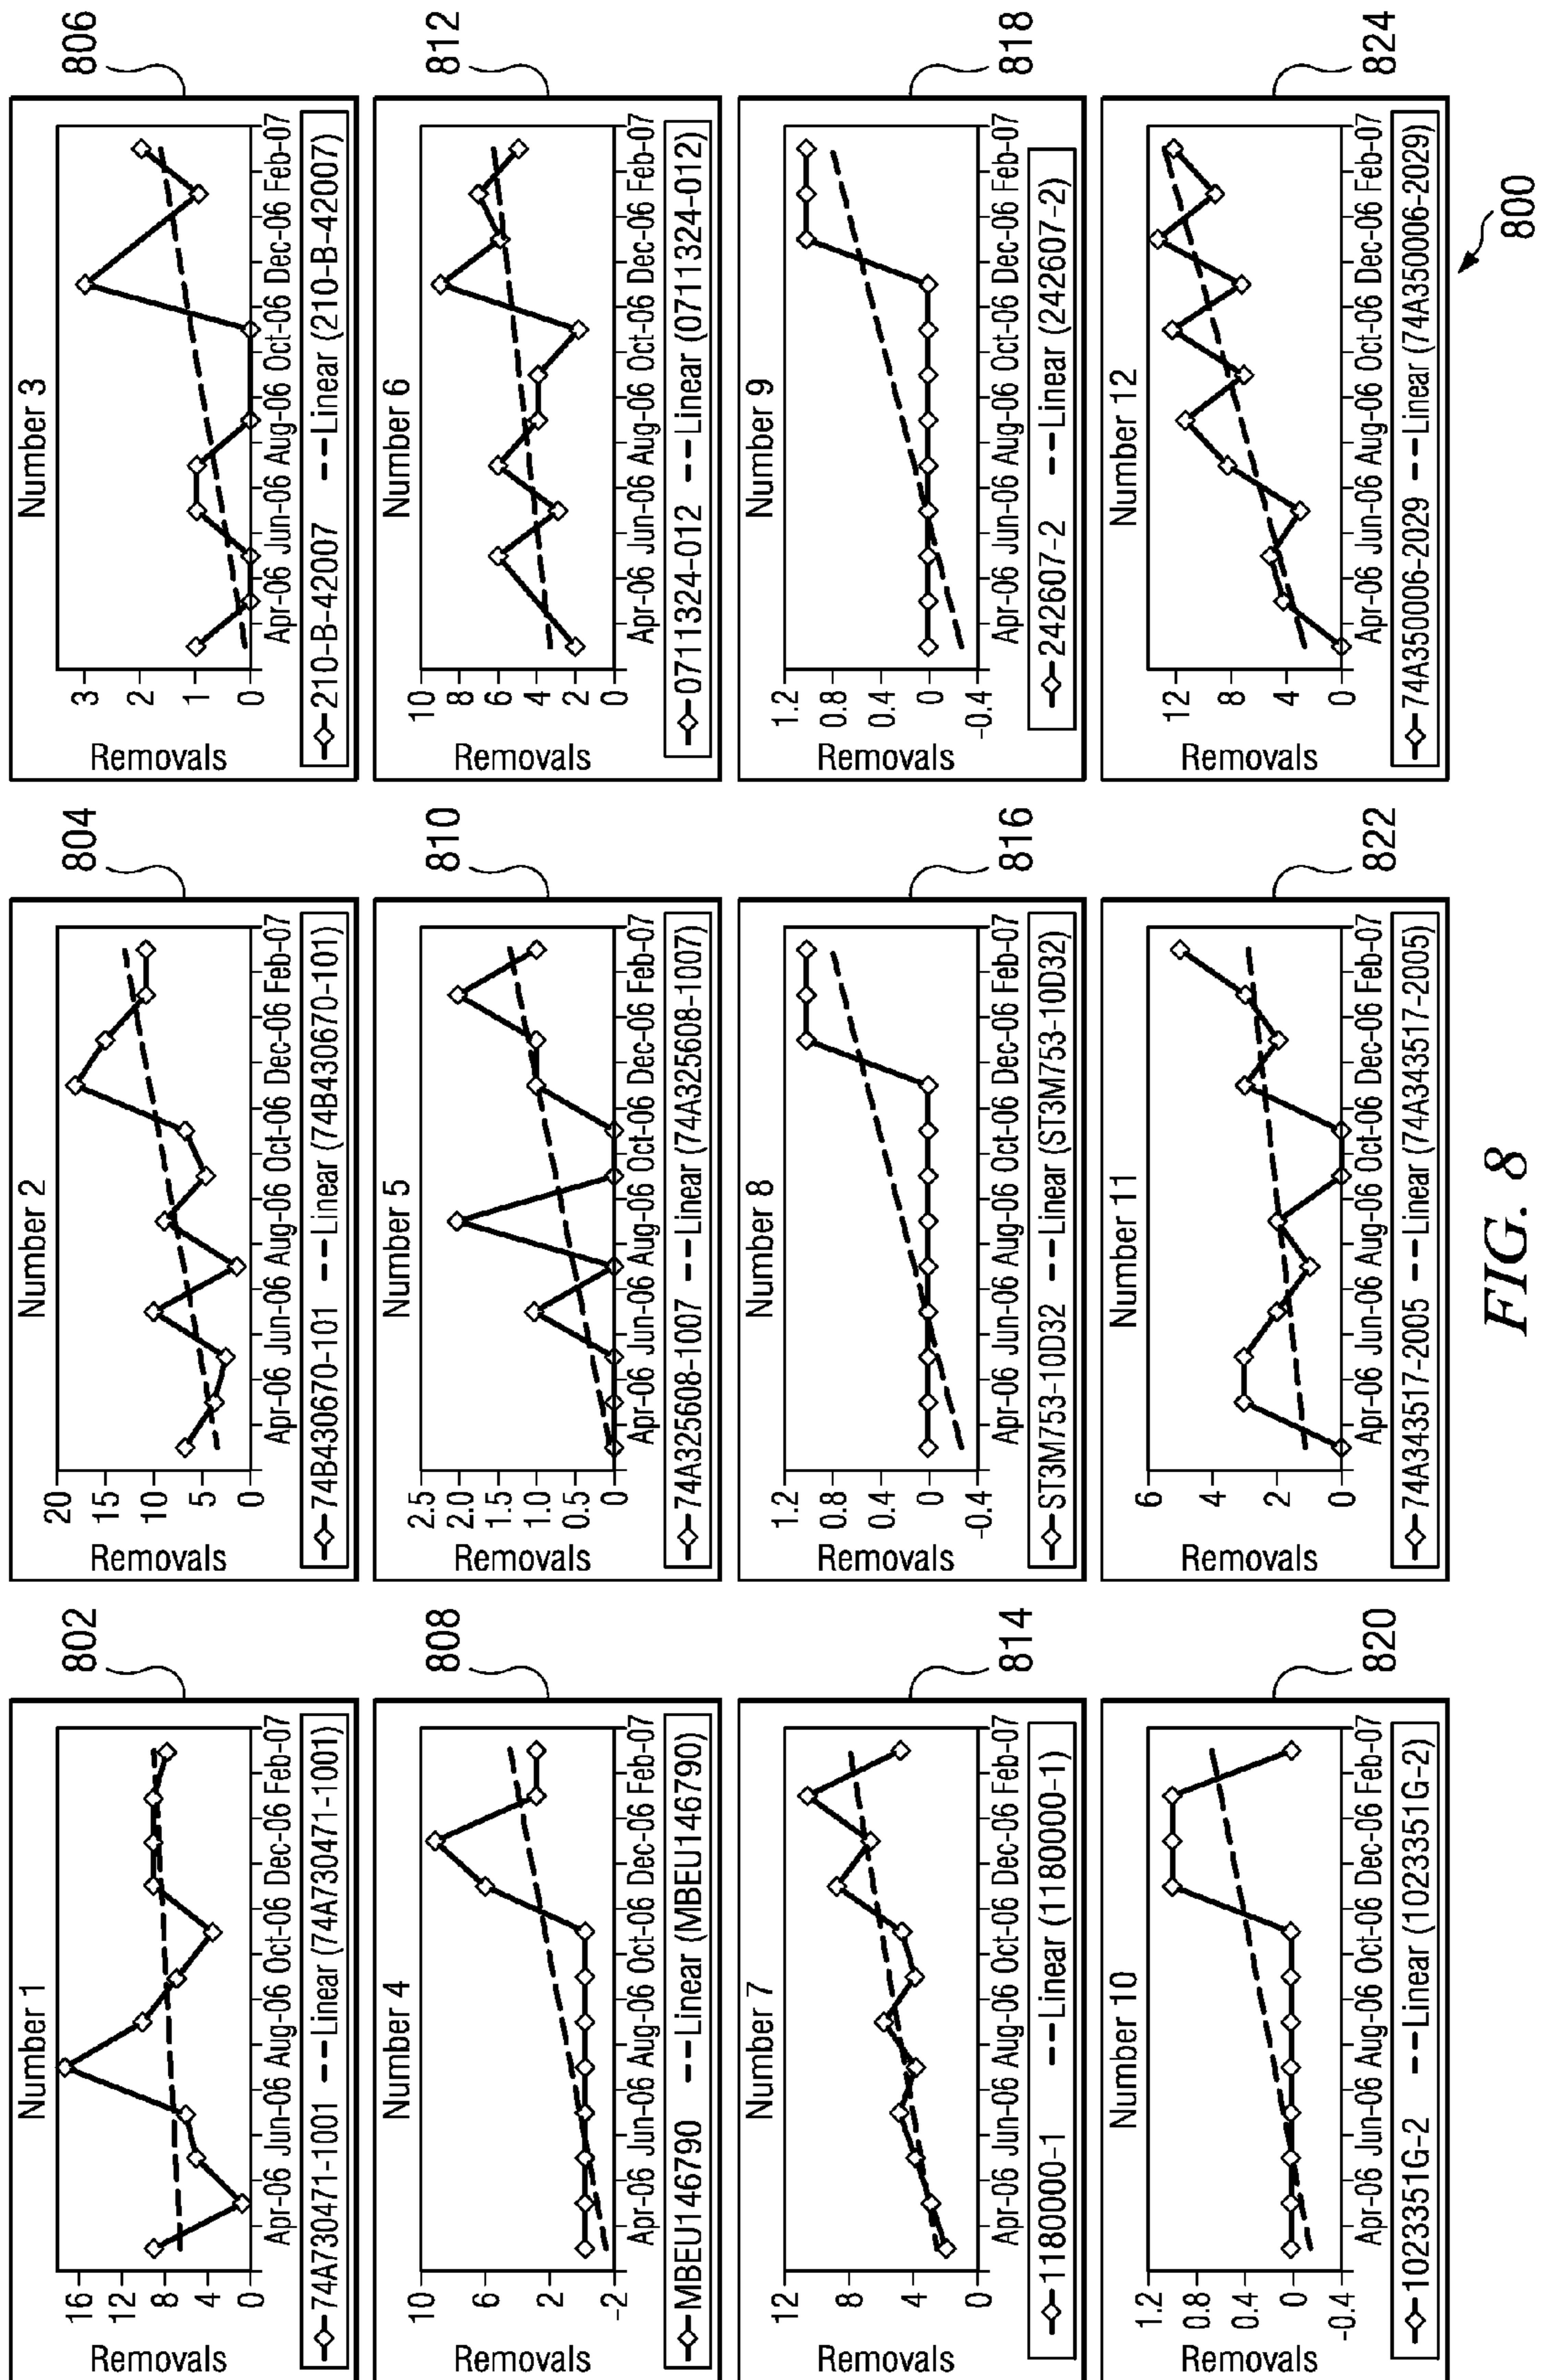 Number 1
Removals
16
12
8
4
0
Apr-06 Jun-06 Aug-06 Oct-06 Dec-06 Feb-07
74A730471-1001 Linear (74A730471-1001)
802
Number 2
Removals
20
15
10
5
0
Apr-06 Jun-06 Aug-06 Oct-06 Dec-06 Feb-07
74B430670-101 Linear (74B430670-101)
804
Number 3
Removals
3
2
1
0
Apr-06 Jun-06 Aug-06 Oct-06 Dec-06 Feb-07
210-B-42007 Linear (210-B-42007)
806
Number 4
Removals
10
6
2
-2
Apr-06 Jun-06 Aug-06 Oct-06 Dec-06 Feb-07
MBEU146790 Linear (MBEU146790)
808
Number 5
Removals
2.5
2.0
1.5
1.0
0.5
0
Apr-06 Jun-06 Aug-06 Oct-06 Dec-06 Feb-07
74A325608-1007 Linear (74A325608-1007)
810
Number 6
Removals
10
8
6
4
2
0
Apr-06 Jun-06 Aug-06 Oct-06 Dec-06 Feb-07
0711324-012 Linear (0711324-012)
812
Number 7
Removals
12
8
4
0
Apr-06 Jun-06 Aug-06 Oct-06 Dec-06 Feb-07
1180000-1 Linear (1180000-1)
814
Number 8
Removals
1.2
0.8
0.4
0
-0.4
Apr-06 Jun-06 Aug-06 Oct-06 Dec-06 Feb-07
ST3M753-10D32 Linear (ST3M753-10D32)
816
Number 9
Removals
1.2
0.8
0.4
0
-0.4
Apr-06 Jun-06 Aug-06 Oct-06 Dec-06 Feb-07
242607-2 Linear (242607-2)
818
Number 10
Removals
1.2
0.8
0.4
0
-0.4
Apr-06 Jun-06 Aug-06 Oct-06 Dec-06 Feb-07
1023351G-2 Linear (1023351G-2)
820
Number 11
Removals
6
4
2
0
Apr-06 Jun-06 Aug-06 Oct-06 Dec-06 Feb-07
74A343517-2005 Linear (74A343517-2005)
822
Number 12
Removals
12
8
4
0
Apr-06 Jun-06 Aug-06 Oct-06 Dec-06 Feb-07
74A350006-2029 Linear (74A350006-2029)
824
800
FIG. 8